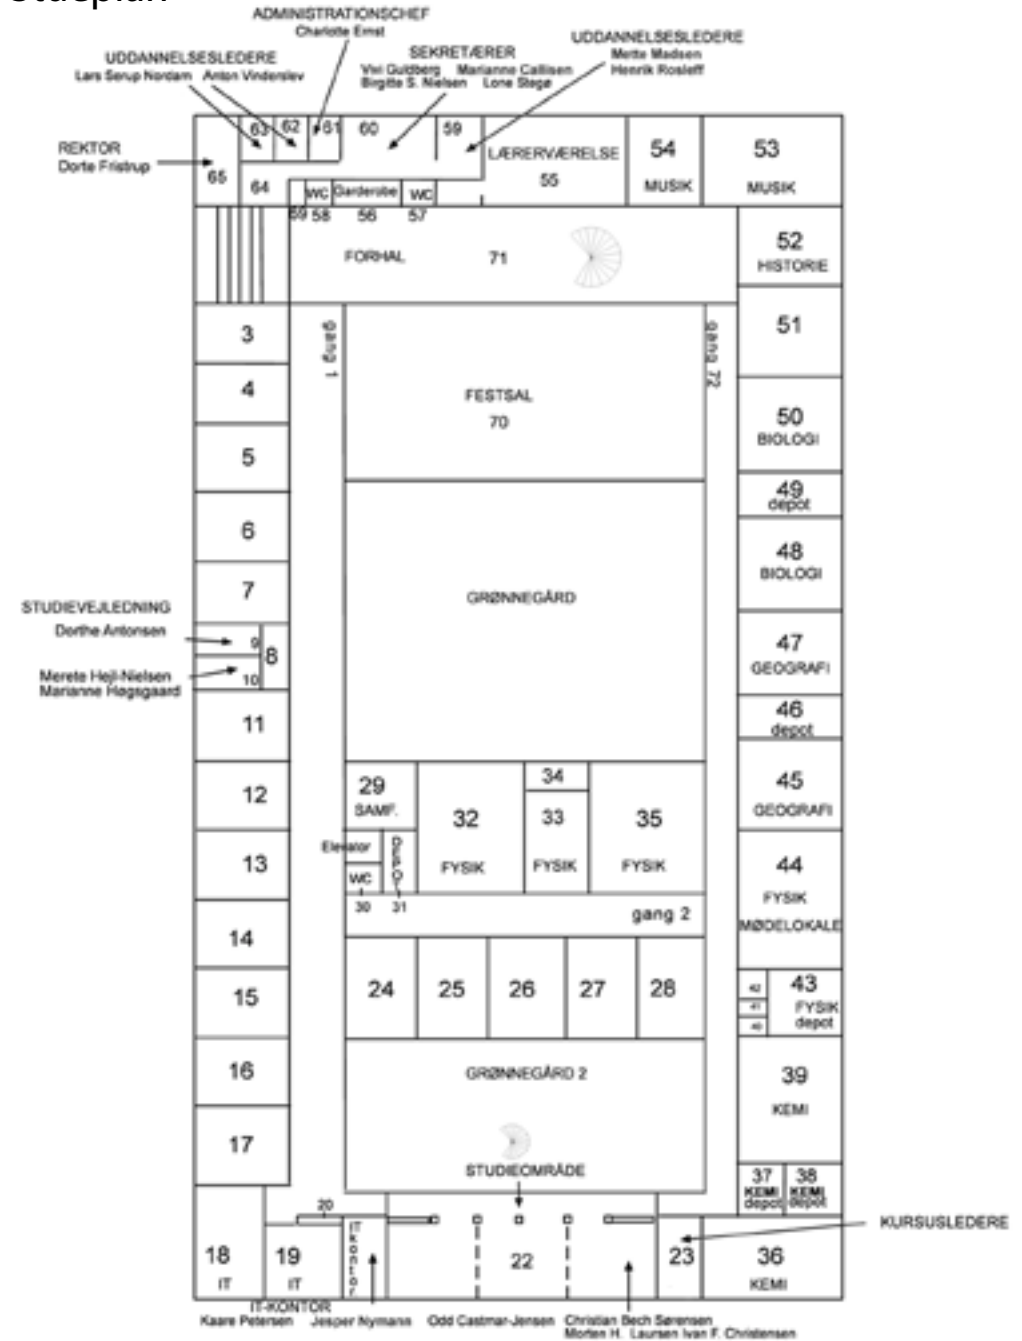 ADMINISTRATIONSCHEF
Charlotte Ernst
UDDANNELSESLEDERE
Lars Serup Nordam Anton Vinderslev
SEKRETÆRER
Vivi Guldberg Marianne Callisen
Birgitte S. Nielsen Lone Stegø
UDDANNELSESLEDERE
Mette Madsen
Henrik Rosleff
REKTOR
Dorte Fristrup
65
63
62
61
60
59
64
LÆRERVÆRELSE
55
54
MUSIK
53
MUSIK
WC
Garderobe
WC
69 58 56 57
FORHAL 71
52
HISTORIE
gang 1
gang 72
3
4
5
6
7
51
FESTSAL
70
50
BIOLOGI
49
depot
48
BIOLOGI
GRØNNEGÅRD
STUDIEVEJLEDNING
Dorthe Antonsen
Merete Hejl-Nielsen
Marianne Høgsgaard
9
8
10
47
GEOGRAFI
46
depot
11
12
13
14
15
16
17
29
SAMF.
32
FYSIK
34
33
FYSIK
35
FYSIK
45
GEOGRAFI
Elevator
DEPOT
WC
30
31
gang 2
44
FYSIK
MØDELOKALE
24
25
26
27
28
42
41
40
43
FYSIK
depot
GRØNNEGÅRD 2
39
KEMI
STUDIEOMRÅDE
37
KEMI
depot
38
KEMI
depot
20
18
IT
19
IT
IT kontor
22
23
36
KEMI
KURSUSLEDERE
IT-KONTOR
Kaare Petersen Jesper Nymann Odd Castmar-Jensen Christian Bech Sørensen
Morten H. Laursen Ivan F. Christensen